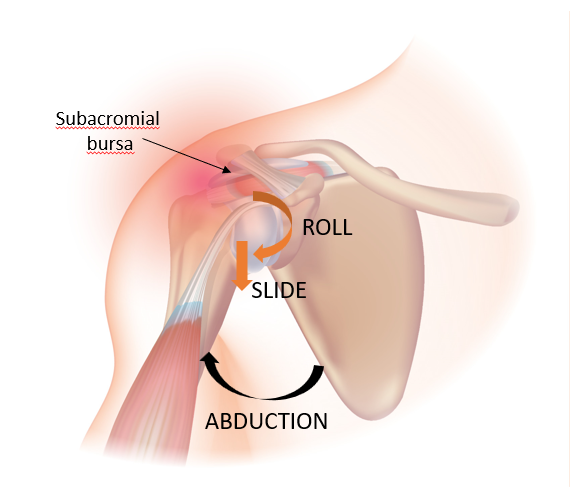 Subacromial
bursa
ROLL
SLIDE
ABDUCTION